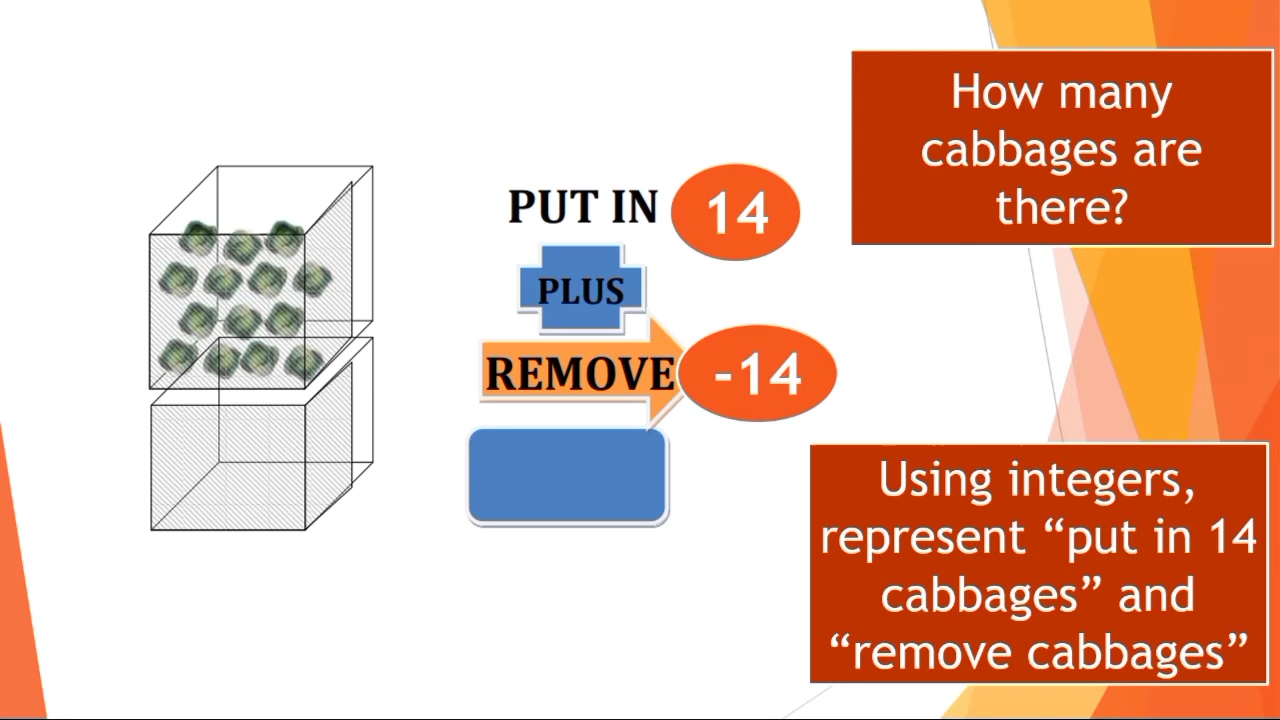 How many
cabbages are
there?
PUT IN 14
PLUS
REMOVE -14
Using integers,
represent “put in 14
cabbages” and
“remove cabbages”